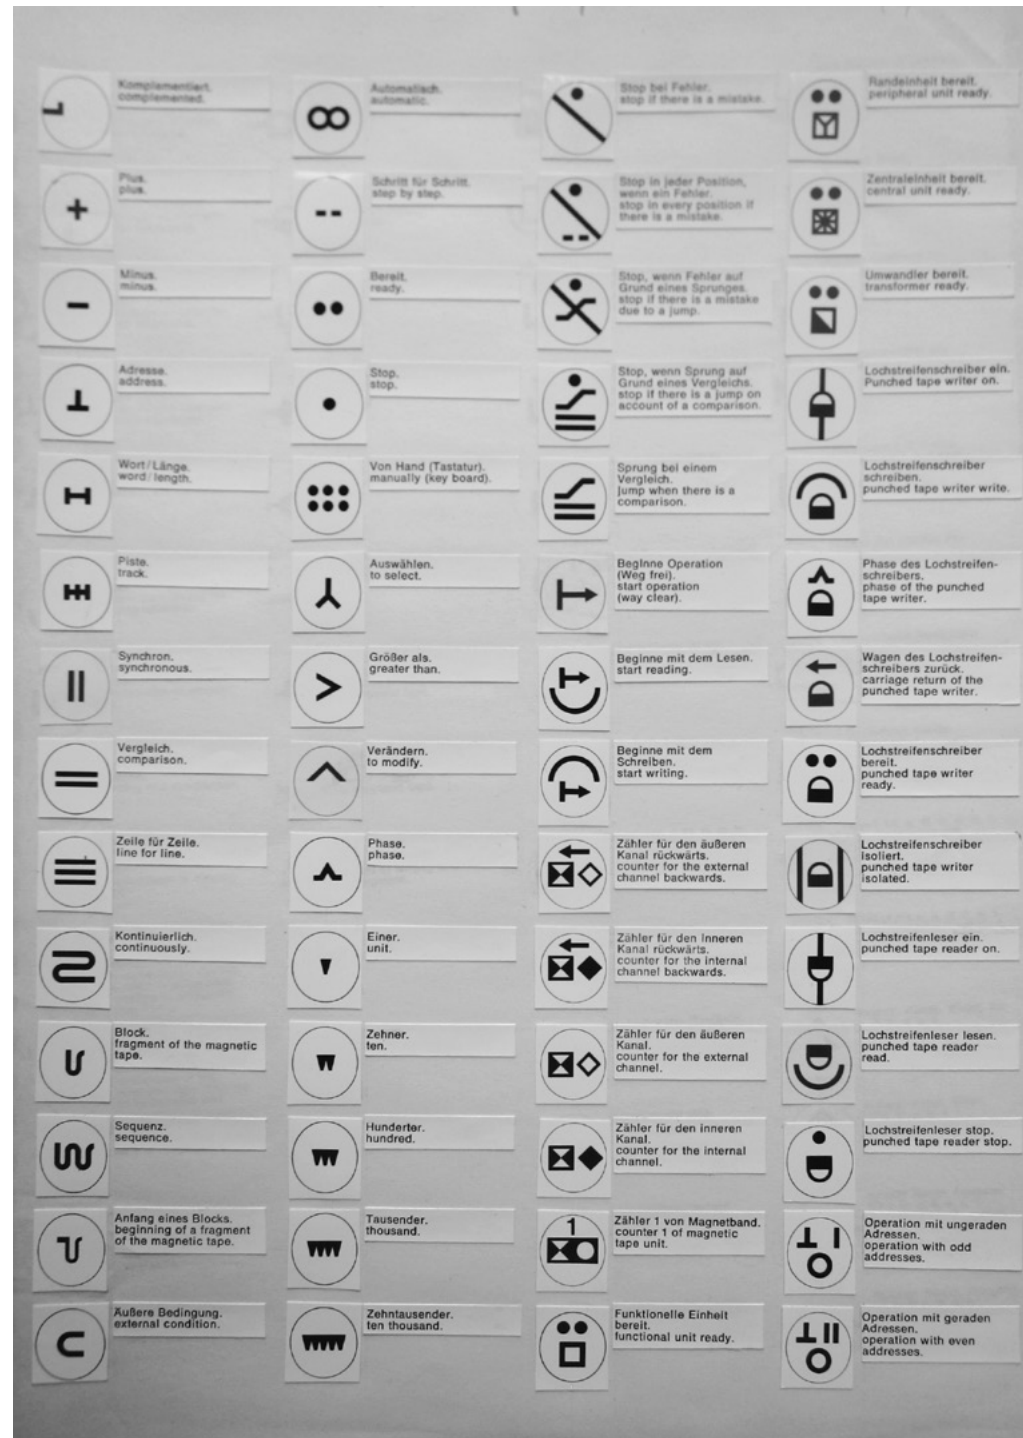 Komplementiert.
complemented.
Plus.
plus.
Minus.
minus.
Adresse.
address.
Wort/Länge.
word/length.
Piste.
track.
Synchron.
synchronous.
Vergleich.
comparison.
Zeile für Zeile.
line for line.
Kontinuierlich.
continuously.
Block.
fragment of the magnetic
tape.
Sequenz.
sequence.
Anfang eines Blocks.
beginning of a fragment
of the magnetic tape.
Äußere Bedingung.
external condition.
Automatisch.
automatic.
Schritt für Schritt.
step by step.
Bereit.
ready.
Stop.
stop.
Von Hand (Tastatur).
manually (key board).
Auswählen.
to select.
Größer als.
greater than.
Verändern.
to modify.
Phase.
phase.
Einer.
unit.
Zehner.
ten.
Hunderter.
hundred.
Tausender.
thousand.
Zehntausender.
ten thousand.
Stop bei Fehler.
stop if there is a mistake.
Stop in jeder Position,
wenn ein Fehler.
stop in every position if
there is a mistake.
Stop, wenn Fehler auf
Grund eines Sprunges.
stop if there is a mistake
due to a jump.
Stop, wenn Sprung auf
Grund eines Vergleichs.
stop if there is a jump on
account of a comparison.
Sprung bei einem
Vergleich.
jump when there is a
comparison.
Beginne Operation
(Weg frei).
start operation
(way clear).
Beginne mit dem Lesen.
start reading.
Beginne mit dem
Schreiben.
start writing.
Zähler für den äußeren
Kanal rückwärts.
counter for the external
channel backwards.
Zähler für den inneren
Kanal rückwärts.
counter for the internal
channel backwards.
Zähler für den äußeren
Kanal.
counter for the external
channel.
Zähler für den inneren
Kanal.
counter for the internal
channel.
1
Zähler 1 von Magnetband.
counter 1 of magnetic
tape unit.
Funktionelle Einheit
bereit.
functional unit ready.
Randeinheit bereit.
peripheral unit ready.
Zentraleinheit bereit.
central unit ready.
Umwandler bereit.
transformer ready.
Lochstreifenschreiber ein.
Punched tape writer on.
Lochstreifenschreiber
schreiben.
punched tape writer write.
Phase des Lochstreifen-
schreibers.
phase of the punched
tape writer.
Wagen des Lochstreifen-
schreibers zurück.
carriage return of the
punched tape writer.
Lochstreifenschreiber
bereit.
punched tape writer
ready.
Lochstreifenschreiber
isoliert.
punched tape writer
isolated.
Lochstreifenleser ein.
punched tape reader on.
Lochstreifenleser lesen.
punched tape reader
read.
Lochstreifenleser stop.
punched tape reader stop.
Operation mit ungeraden
Adressen.
operation with odd
addresses.
Operation mit geraden
Adressen.
operation with even
addresses.